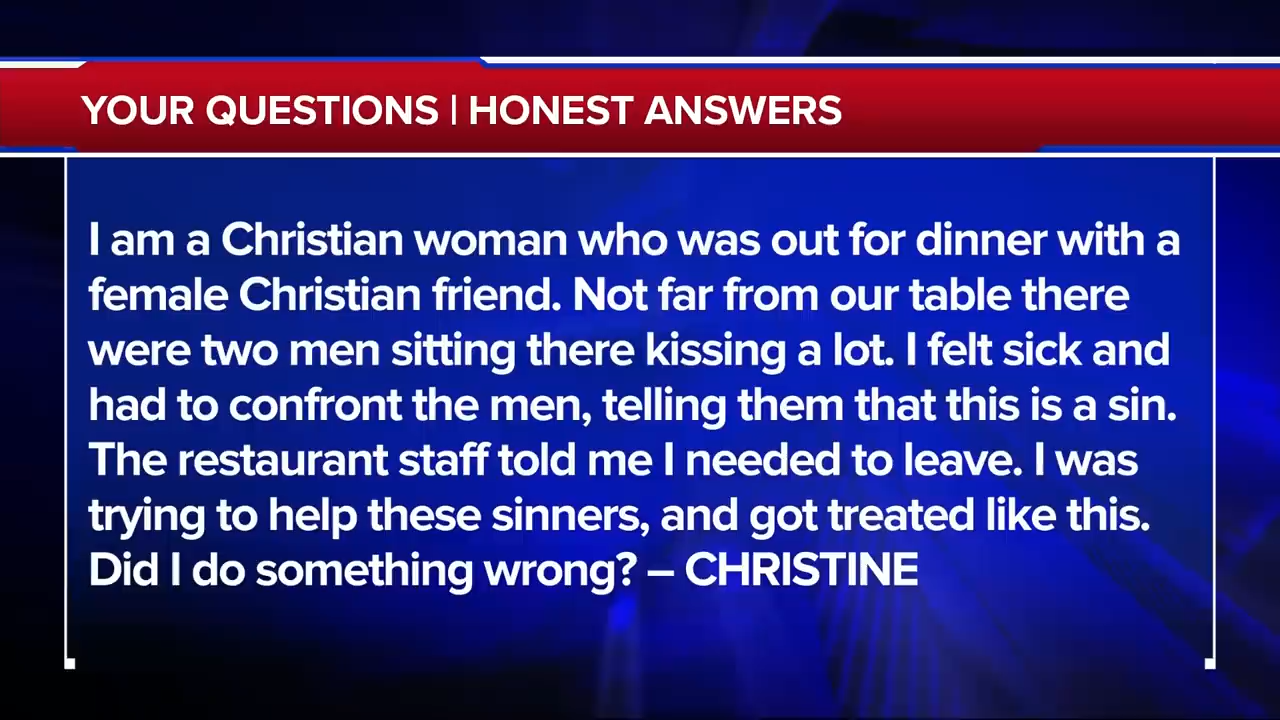 YOUR QUESTIONS | HONEST ANSWERS
I am a Christian woman who was out for dinner with a
female Christian friend. Not far from our table there
were two men sitting there kissing a lot. I felt sick and
had to confront the men, telling them that this is a sin.
The restaurant staff told me I needed to leave. I was
trying to help these sinners, and got treated like this.
Did I do something wrong? – CHRISTINE